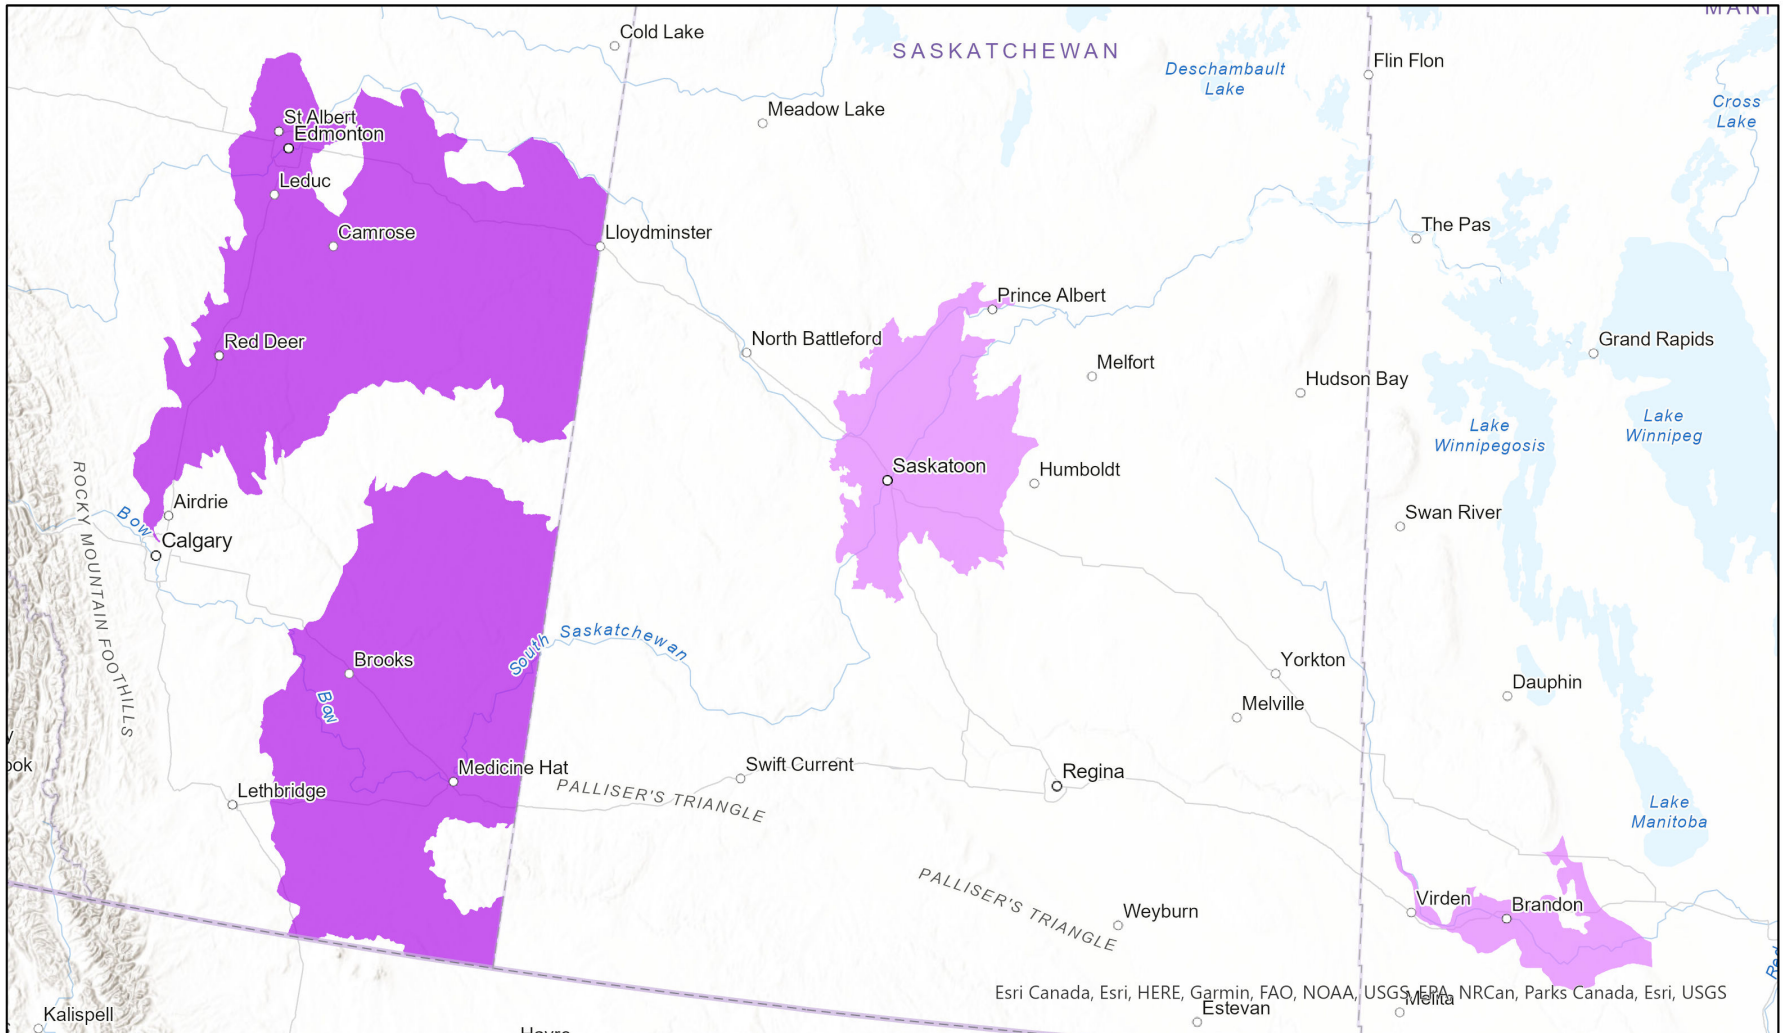 MANI
Cold Lake
SASKATCHEWAN
Flin Flon
Deschambault
Lake
Meadow Lake
Cross
Lake
St Albert
Edmonton
Leduc
Camrose
Lloydminster
The Pas
Prince Albert
Red Deer
North Battleford
Grand Rapids
Melfort
Hudson Bay
Lake
Winnipegosis
Lake
Winnipeg
Saskatoon
Humboldt
Airdrie
Bow
Calgary
Swan River
ROCKY MOUNTAIN FOOTHILLS
South Saskatchewan
Brooks
Bow
Yorkton
Dauphin
Melville
y
ook
Medicine Hat
Swift Current
Regina
Lethbridge
PALLISER'S TRIANGLE
Lake
Manitoba
PALLISER'S TRIANGLE
Weyburn
Virden
Brandon
Red
Esri Canada, Esri, HERE, Garmin, FAO, NOAA, USGS, EPA, NRCan, Parks Canada, Esri, USGS
Melita
Estevan
Kalispell
Havre